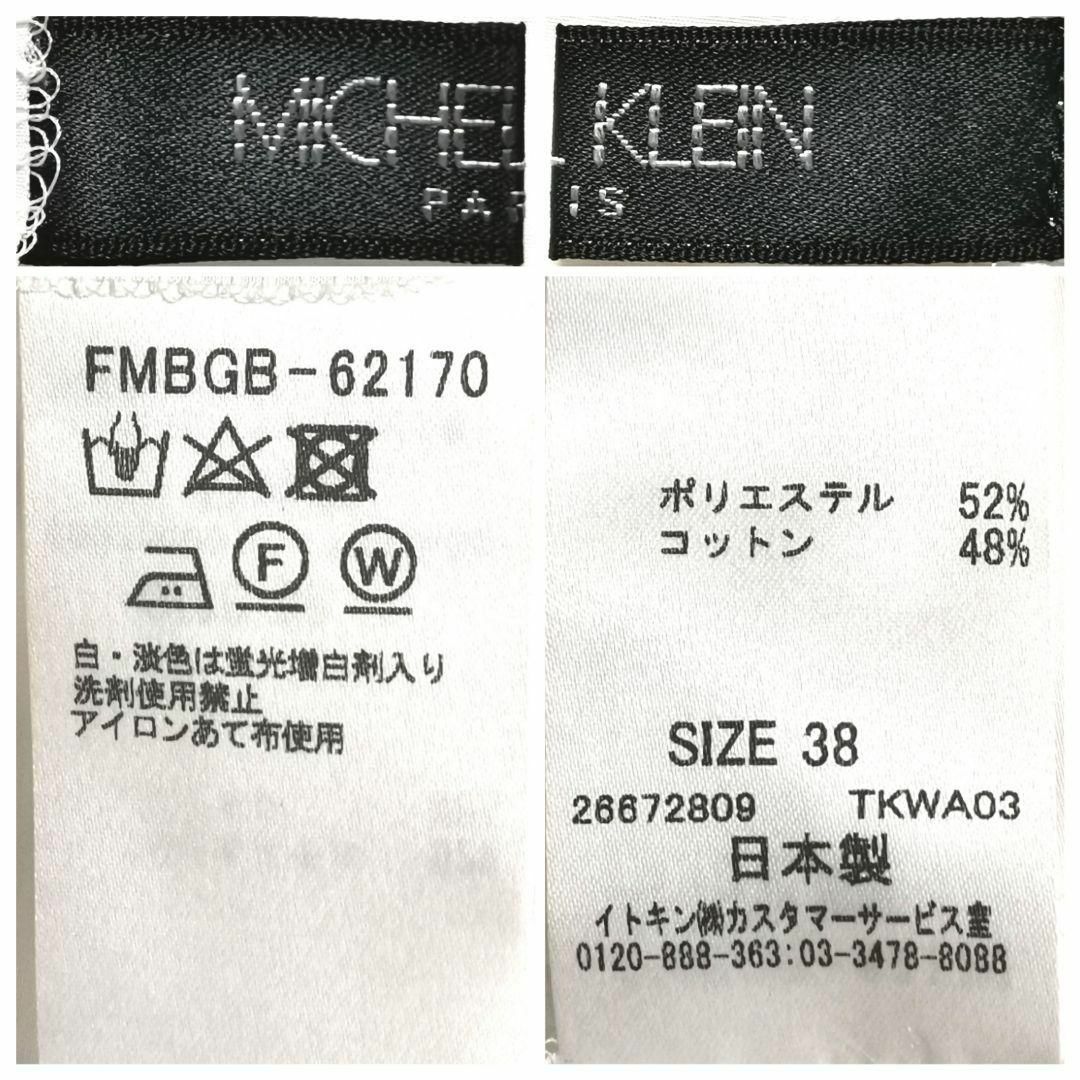 MICHEL KLEIN
PARIS
FMBGB-62170
F W
白・淡色は蛍光増白剤入り
洗剤使用禁止
アイロンあて布使用
ポリエステル 52%
コットン 48%
SIZE 38
26672809 TKWA03
日本製
イトキン㈱カスタマーサービス室
0120-888-363:03-3478-8088